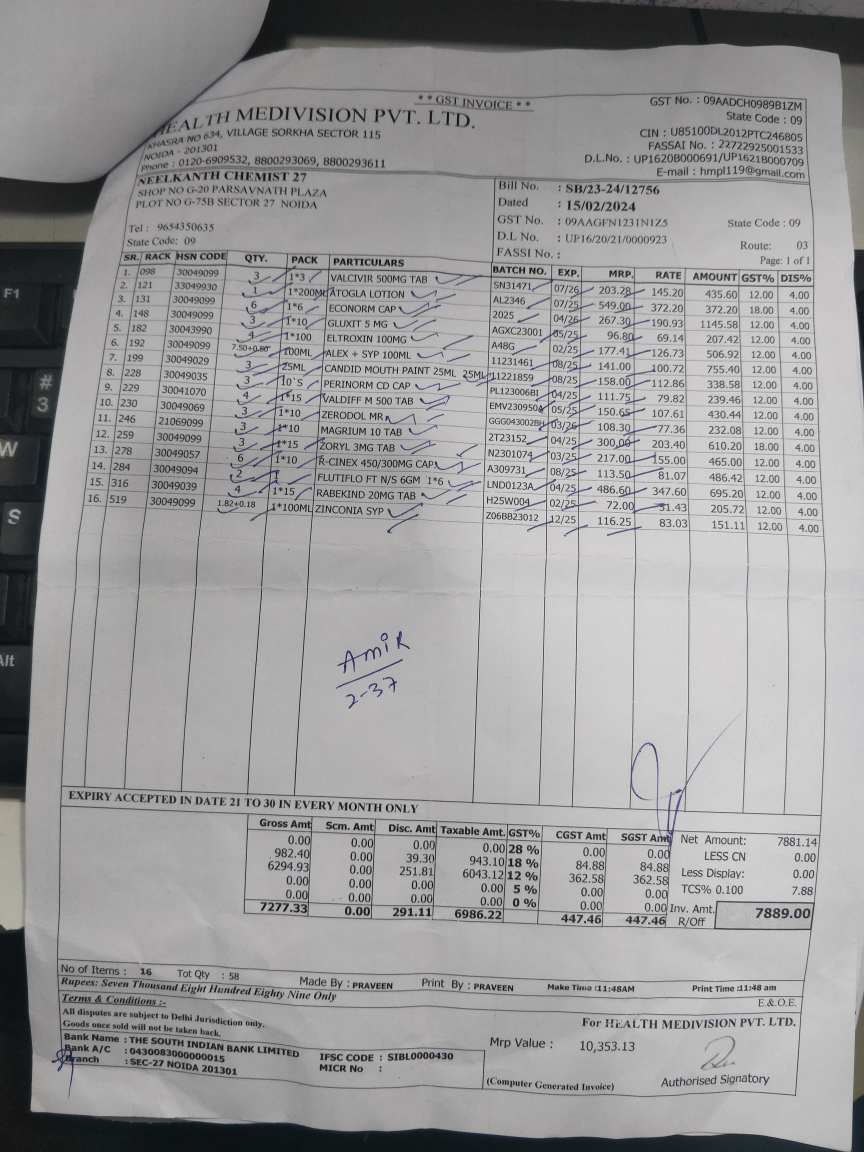 * * GST INVOICE * *
HEALTH MEDIVISION PVT. LTD.
KHASRA NO 634, VILLAGE SORKHA SECTOR 115
NOIDA - 201301
Phone : 0120-6909532, 8800293069, 8800293611
GST No. : 09AADCH0989B1ZM
State Code : 09
CIN : U85100DL2012PTC246805
FASSAI No. : 22722925001533
D.L.No. : UP1620B000691/UP1621B000709
E-mail : hmpl119@gmail.com
NEELKANTH CHEMIST 27
SHOP NO G-20 PARSAVNATH PLAZA
PLOT NO G-75B SECTOR 27 NOIDA
Tel : 9654350635
State Code: 09
Bill No. : SB/23-24/12756
Dated : 15/02/2024
GST No. : 09AAGFN1231N1Z5 State Code : 09
D.L No. : UP16/20/21/0000923
FASSI No. :
Route: 03
Page: 1 of 1
SR. RACK HSN CODE QTY. PACK PARTICULARS BATCH NO. EXP. MRP. RATE AMOUNT GST% DIS%
1. 098 30049099 3 1*3 VALCIVIR 500MG TAB SN31471 07/26 203.28 145.20 435.60 12.00 4.00
2. 121 33049930 1 1*200ML ATOGLA LOTION AL2346 07/25 549.00 372.20 372.20 18.00 4.00
3. 131 30049099 6 1*6 ECONORM CAP 2025 04/26 267.30 190.93 1145.58 12.00 4.00
4. 148 30049099 3 1*10 GLUXIT 5 MG AGXC23001 05/25 96.80 69.14 207.42 12.00 4.00
5. 182 30043990 4 1*100 ELTROXIN 100MG A48G 02/25 177.41 126.73 506.92 12.00 4.00
6. 192 30049099 7.50+0.50 100ML ALEX + SYP 100ML 11231461 08/25 141.00 100.72 755.40 12.00 4.00
7. 199 30049029 3 25ML CANDID MOUTH PAINT 25ML 25ML 11221859 08/25 158.00 112.86 338.58 12.00 4.00
8. 228 30049035 3 10`S PERINORM CD CAP PL123006BJ 04/25 111.75 79.82 239.46 12.00 4.00
9. 229 30041070 4 1*15 VALDIFF M 500 TAB EMV230950A 05/25 150.65 107.61 430.44 12.00 4.00
10. 230 30049069 3 1*10 ZERODOL MR GGG04302BH 03/26 108.30 77.36 232.08 12.00 4.00
11. 246 21069099 3 1*10 MAGRIUM 10 TAB 2T23152 04/25 300.00 203.40 610.20 18.00 4.00
12. 259 30049099 3 1*15 ZORYL 3MG TAB N2301074 03/25 217.00 155.00 465.00 12.00 4.00
13. 278 30049057 6 1*10 R-CINEX 450/300MG CAP A309731 08/25 113.50 81.07 486.42 12.00 4.00
14. 284 30049094 2 1 FLUTIFLO FT N/S 6GM 1*6 LND0123A 04/25 486.60 347.60 695.20 12.00 4.00
15. 316 30049039 4 1*15 RABEKIND 20MG TAB H25W004 02/25 72.00 51.43 205.72 12.00 4.00
16. 519 30049099 1.82+0.18 1*100ML ZINCONIA SYP Z06BB23012 12/25 116.25 83.03 151.11 12.00 4.00
AmiR
2-37
EXPIRY ACCEPTED IN DATE 21 TO 30 IN EVERY MONTH ONLY
Gross Amt Scm. Amt Disc. Amt Taxable Amt. GST% CGST Amt SGST Amt
0.00 0.00 0.00 0.00 28 % 0.00 0.00
982.40 0.00 39.30 943.10 18 % 84.88 84.88
6294.93 0.00 251.81 6043.12 12 % 362.58 362.58
0.00 0.00 0.00 0.00 5 % 0.00 0.00
0.00 0.00 0.00 0.00 0 % 0.00 0.00
7277.33 0.00 291.11 6986.22 447.46 447.46
Net Amount: 7881.14
LESS CN 0.00
Less Display: 0.00
TCS% 0.100 7.88
Inv. Amt. 7889.00
R/Off
No of Items : 16 Tot Qty : 58 Made By : PRAVEEN Print By : PRAVEEN Make Time :11:48AM Print Time :11:48 am
Rupees: Seven Thousand Eight Hundred Eighty Nine Only
E.&.O.E.
Terms & Conditions :-
All disputes are subject to Delhi Jurisdiction only.
Goods once sold will not be taken back.
Bank Name : THE SOUTH INDIAN BANK LIMITED
Bank A/C : 0430083000000015
Branch : SEC-27 NOIDA 201301
IFSC CODE : SIBL0000430
MICR No :
For HEALTH MEDIVISION PVT. LTD.
Mrp Value : 10,353.13
(Computer Generated Invoice) Authorised Signatory
F1
#
3
W
S
Alt